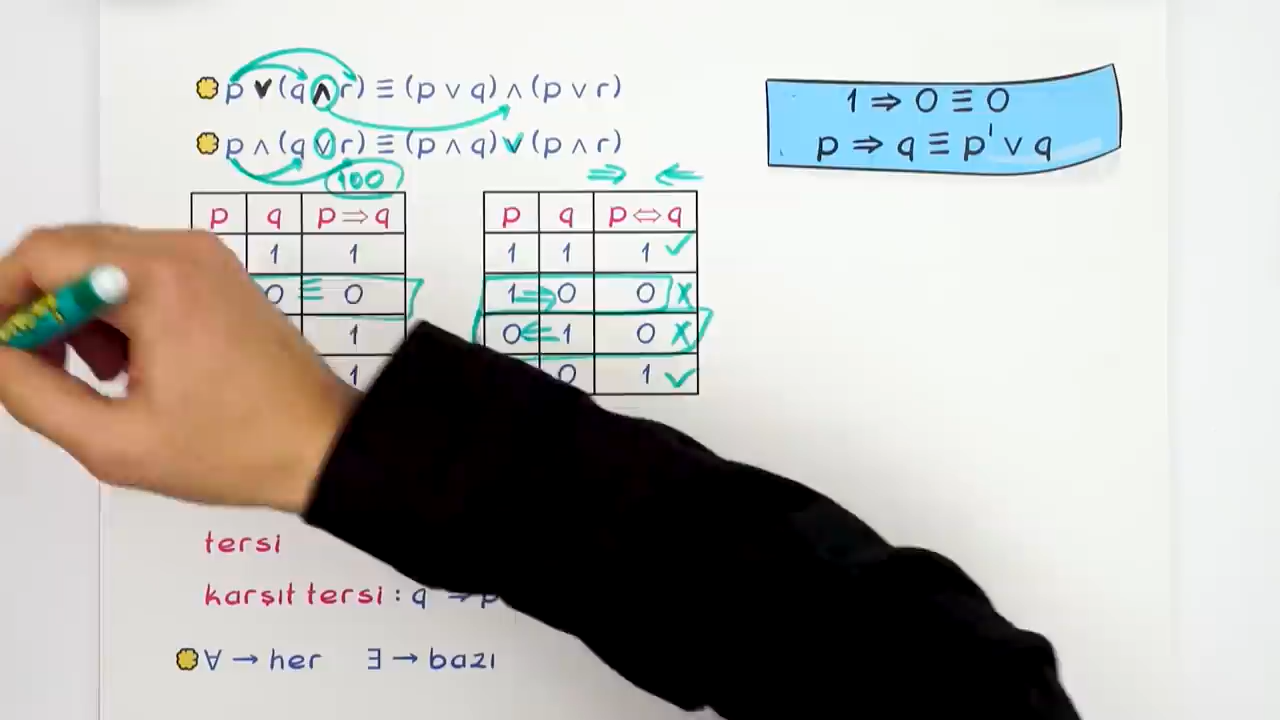 p ∨ (q ∧ r) ≡ (p ∨ q) ∧ (p ∨ r)
p ∧ (q ∨ r) ≡ (p ∧ q) ∨ (p ∧ r)
1 ⇒ 0 ≡ 0
p ⇒ q ≡ p' ∨ q
100
⇒ ⇐
p q p ⇒ q
1 1
0 ≡ 0
1
1
p q p ⇔ q
1 1 1 ✓
1 ⇒ 0 0 x
0 ⇐ 1 0 x
0 1 ✓
tersi
karşıt tersi : q
∀ → her ∃ → bazı